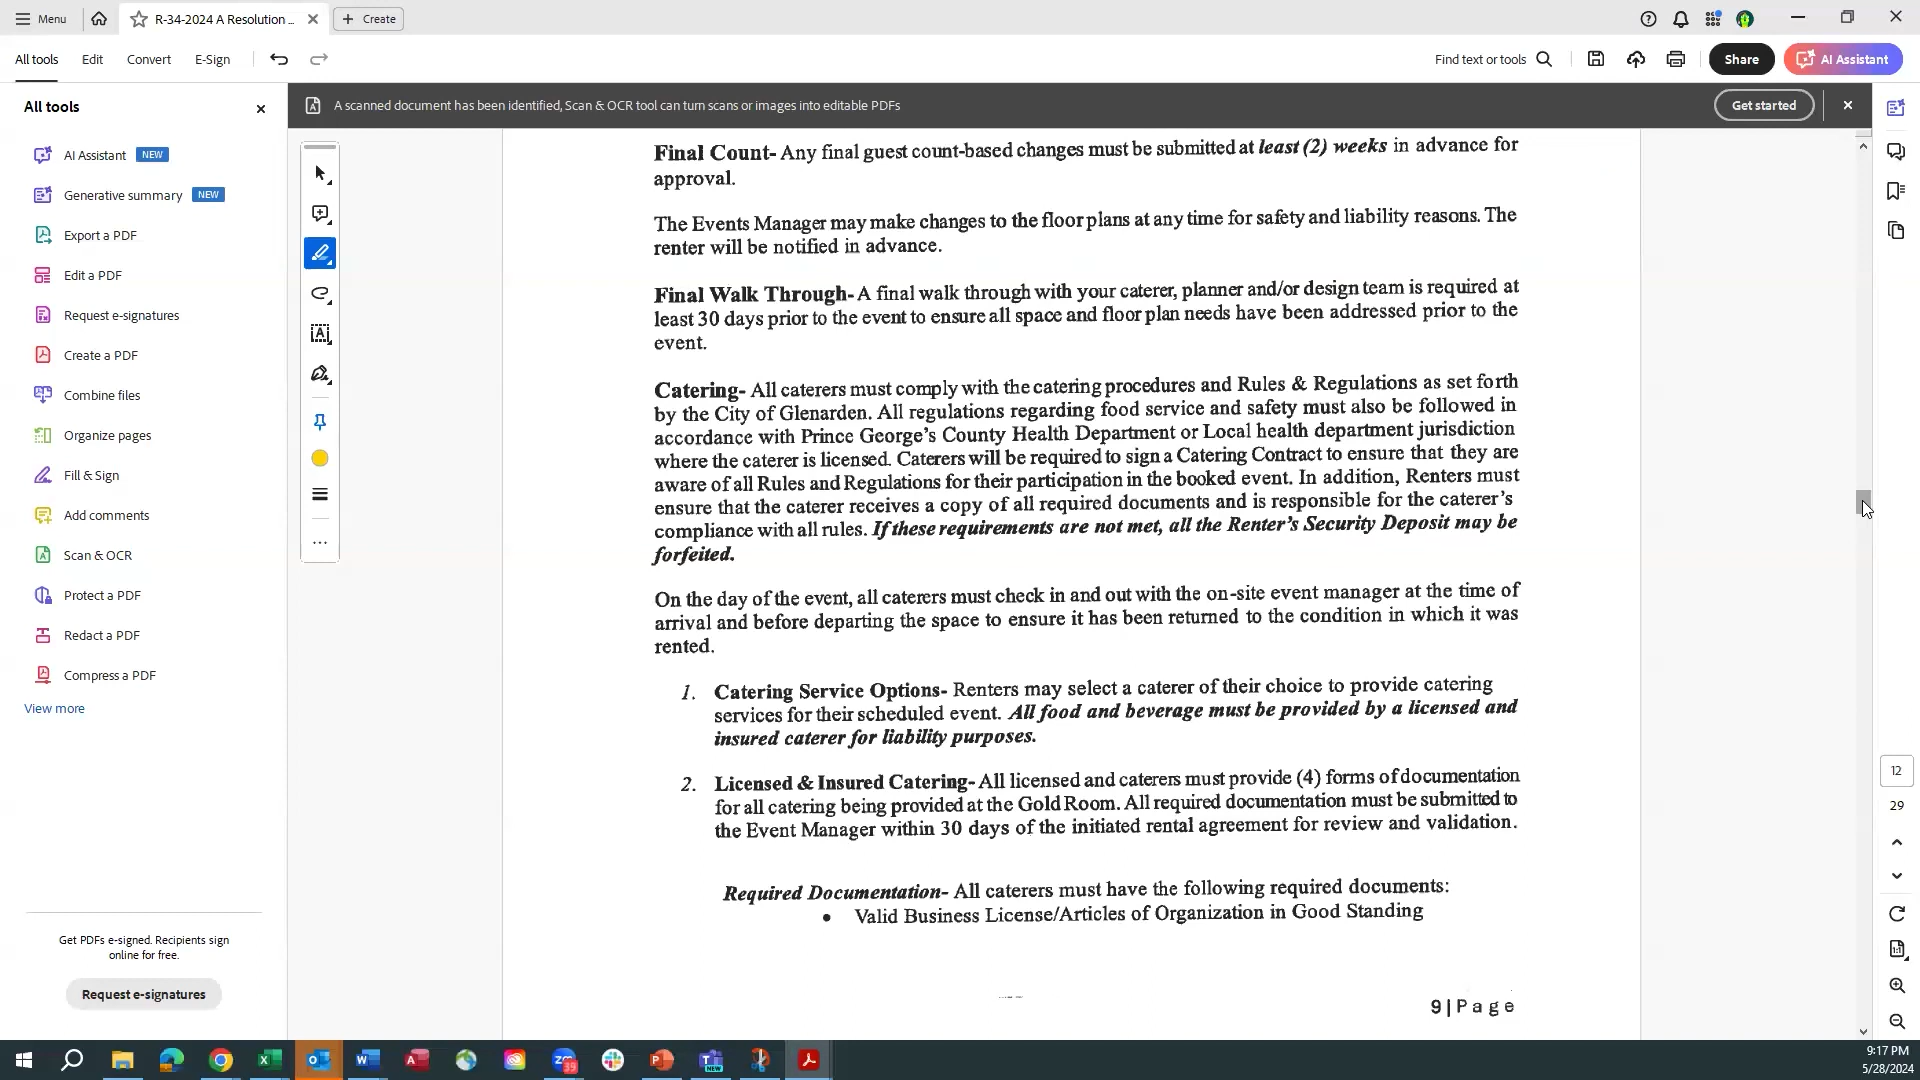 Menu
R-34-2024 A Resolution ...
Create
All tools
Edit
Convert
E-Sign
Find text or tools
Share
AI Assistant
All tools
A scanned document has been identified, Scan & OCR tool can turn scans or images into editable PDFs
Get started
AI Assistant NEW
Generative summary NEW
Export a PDF
Edit a PDF
Request e-signatures
Create a PDF
Combine files
Organize pages
Fill & Sign
Add comments
Scan & OCR
Protect a PDF
Redact a PDF
Compress a PDF
View more
Get PDFs e-signed. Recipients sign
online for free.
Request e-signatures
Final Count- Any final guest count-based changes must be submitted at least (2) weeks in advance for
approval.
The Events Manager may make changes to the floor plans at any time for safety and liability reasons. The
renter will be notified in advance.
Final Walk Through- A final walk through with your caterer, planner and/or design team is required at
least 30 days prior to the event to ensure all space and floor plan needs have been addressed prior to the
event.
Catering- All caterers must comply with the catering procedures and Rules & Regulations as set forth
by the City of Glenarden. All regulations regarding food service and safety must also be followed in
accordance with Prince George's County Health Department or Local health department jurisdiction
where the caterer is licensed. Caterers will be required to sign a Catering Contract to ensure that they are
aware of all Rules and Regulations for their participation in the booked event. In addition, Renters must
ensure that the caterer receives a copy of all required documents and is responsible for the caterer's
compliance with all rules. If these requirements are not met, all the Renter's Security Deposit may be
forfeited.
On the day of the event, all caterers must check in and out with the on-site event manager at the time of
arrival and before departing the space to ensure it has been returned to the condition in which it was
rented.
1. Catering Service Options- Renters may select a caterer of their choice to provide catering
services for their scheduled event. All food and beverage must be provided by a licensed and
insured caterer for liability purposes.
2. Licensed & Insured Catering- All licensed and caterers must provide (4) forms of documentation
for all catering being provided at the Gold Room. All required documentation must be submitted to
the Event Manager within 30 days of the initiated rental agreement for review and validation.
Required Documentation- All caterers must have the following required documents:
• Valid Business License/Articles of Organization in Good Standing
9 | Page
12
29
9:17 PM
5/28/2024